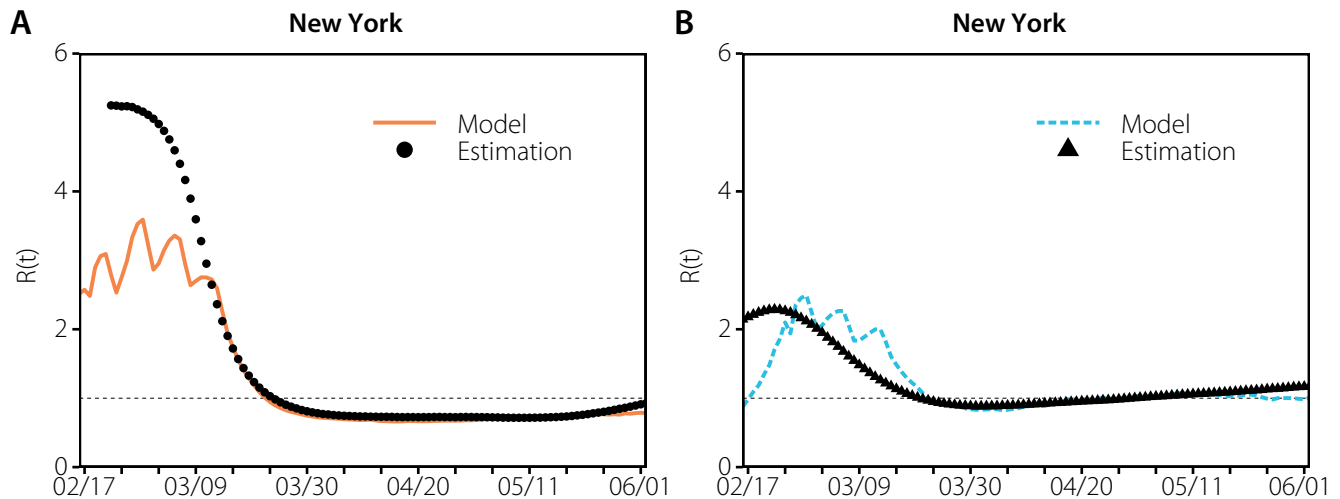 A
New York
6
4
2
0
R(t)
Model
Estimation
02/17 03/09 03/30 04/20 05/11 06/01
B
New York
6
4
2
0
R(t)
Model
Estimation
02/17 03/09 03/30 04/20 05/11 06/01